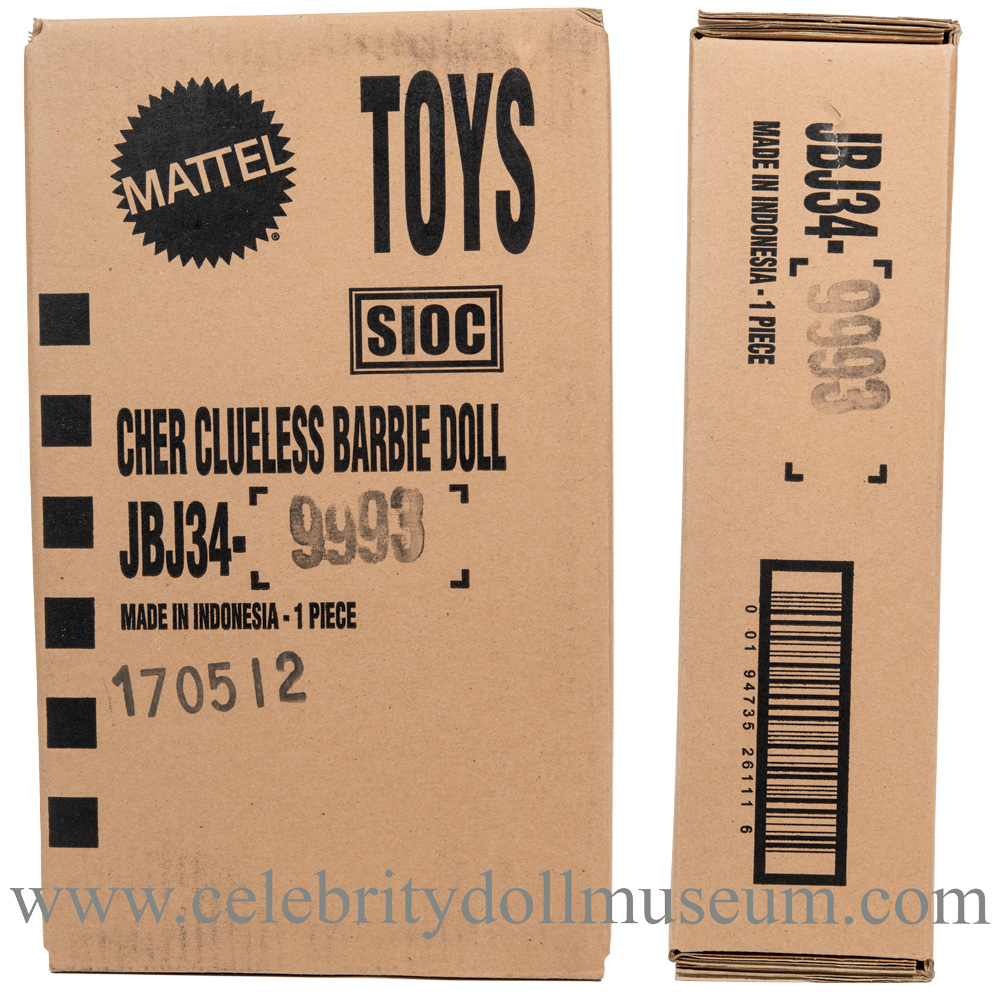 MATTEL
®
TOYS
SIOC
CHER CLUELESS BARBIE DOLL
JBJ34- 9993
MADE IN INDONESIA - 1 PIECE
170512
JBJ34- 9993
MADE IN INDONESIA - 1 PIECE
0 01 94735 26111 6
www.celebritydollmuseum.com